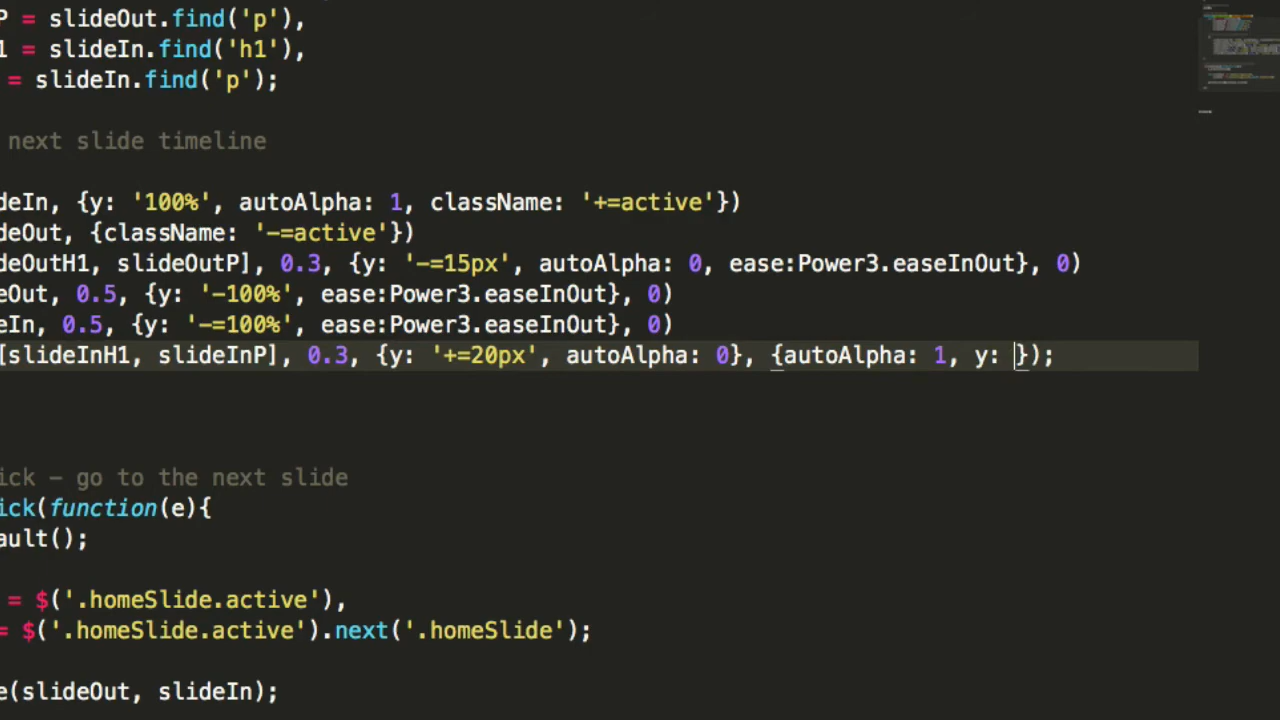 P = slideOut.find('p'),
1 = slideIn.find('h1'),
= slideIn.find('p');
next slide timeline
deIn, {y: '100%', autoAlpha: 1, className: '+=active'})
deOut, {className: '-=active'})
deOutH1, slideOutP], 0.3, {y: '-=15px', autoAlpha: 0, ease:Power3.easeInOut}, 0)
eOut, 0.5, {y: '-100%', ease:Power3.easeInOut}, 0)
eIn, 0.5, {y: '-=100%', ease:Power3.easeInOut}, 0)
[slideInH1, slideInP], 0.3, {y: '+=20px', autoAlpha: 0}, {autoAlpha: 1, y: });
ick - go to the next slide
ick(function(e){
ault();
= $('.homeSlide.active'),
= $('.homeSlide.active').next('.homeSlide');
e(slideOut, slideIn);